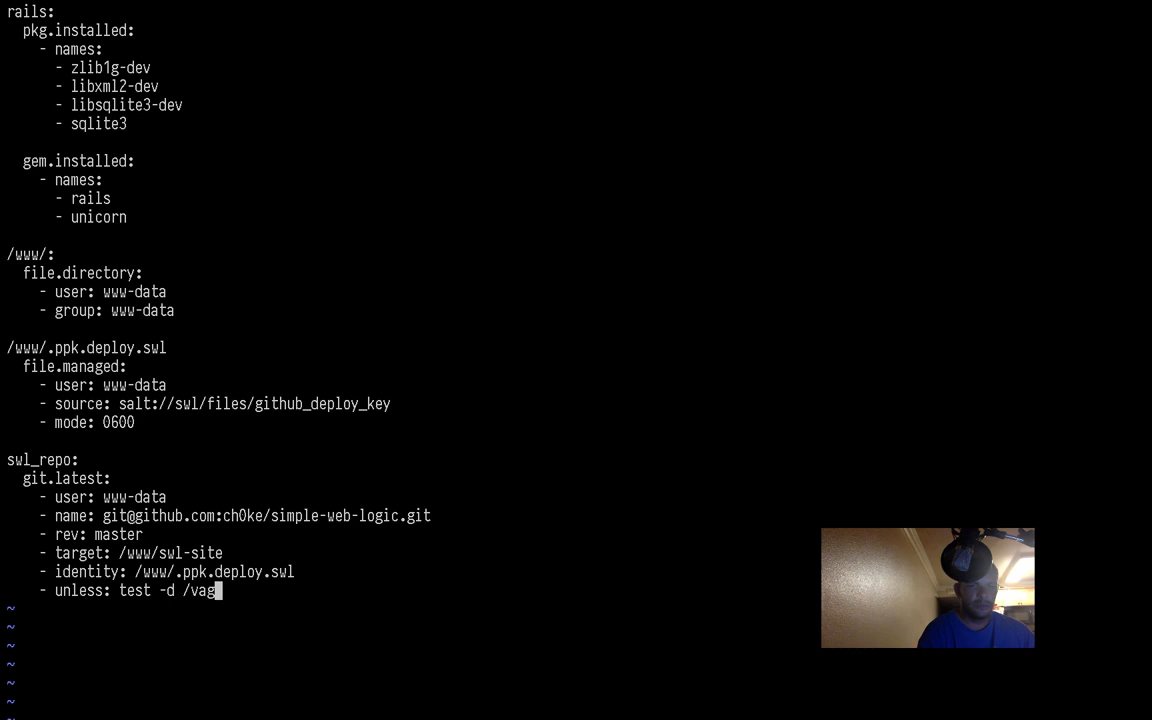 rails:
pkg.installed:
- names:
- zlib1g-dev
- libxml2-dev
- libsqlite3-dev
- sqlite3
gem.installed:
- names:
- rails
- unicorn
/www/:
file.directory:
- user: www-data
- group: www-data
/www/.ppk.deploy.swl
file.managed:
- user: www-data
- source: salt://swl/files/github_deploy_key
- mode: 0600
swl_repo:
git.latest:
- user: www-data
- name: git@github.com:ch0ke/simple-web-logic.git
- rev: master
- target: /www/swl-site
- identity: /www/.ppk.deploy.swl
- unless: test -d /vag
~
~
~
~
~
~
~